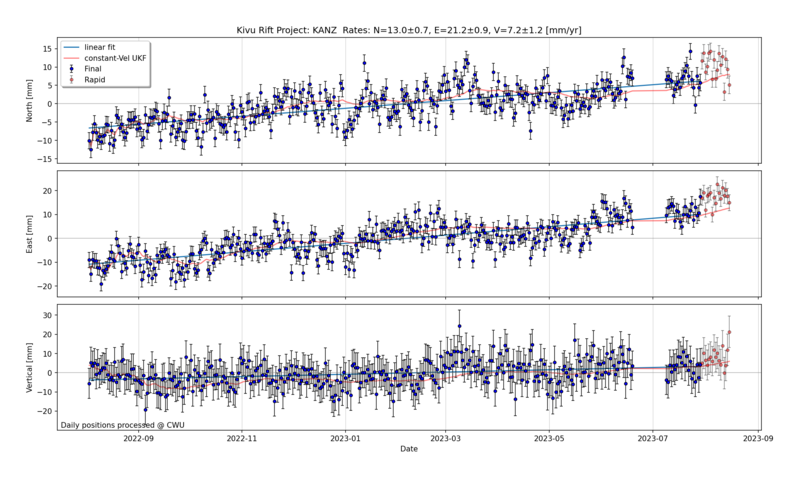 Kivu Rift Project: KANZ  Rates: N=13.0±0.7, E=21.2±0.9, V=7.2±1.2 [mm/yr]
linear fit
constant-Vel UKF
Final
Rapid
North [mm]
15
10
5
0
−5
−10
−15
East [mm]
20
10
0
−10
−20
Vertical [mm]
30
20
10
0
−10
−20
Daily positions processed @ CWU
2022-09
2022-11
2023-01
2023-03
2023-05
2023-07
2023-09
Date